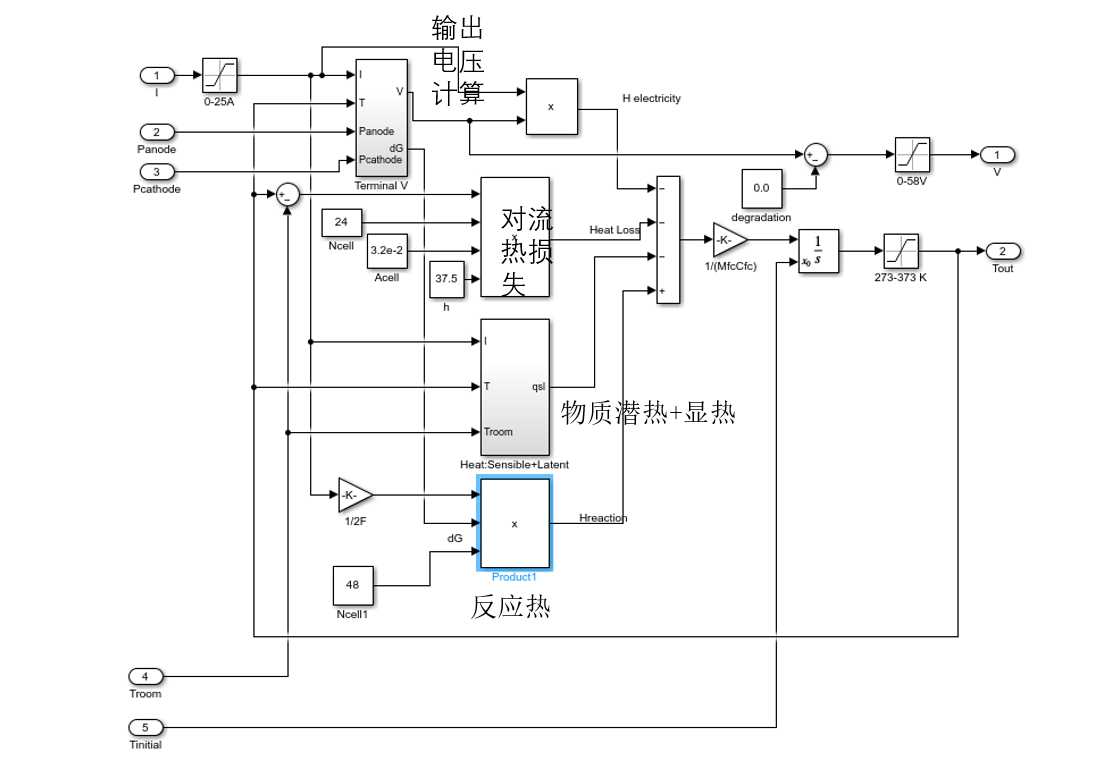 输出
电压
计算
1
I
0-25A
I
T
Panode
Pcathode
V
dG
Terminal V
2
Panode
3
Pcathode
x
H electricity
+
−
0.0
degradation
0-58V
1
V
+
−
24
Ncell
3.2e-2
Acell
37.5
h
x
对流
热损
失
Heat Loss
−
−
−
+
-K-
1/(MfcCfc)
1
s
x0
273-373 K
2
Tout
I
T
Troom
qsl
Heat:Sensible+Latent
物质潜热+显热
-K-
1/2F
dG
x
Hreaction
Product1
48
Ncell1
反应热
4
Troom
5
Tinitial